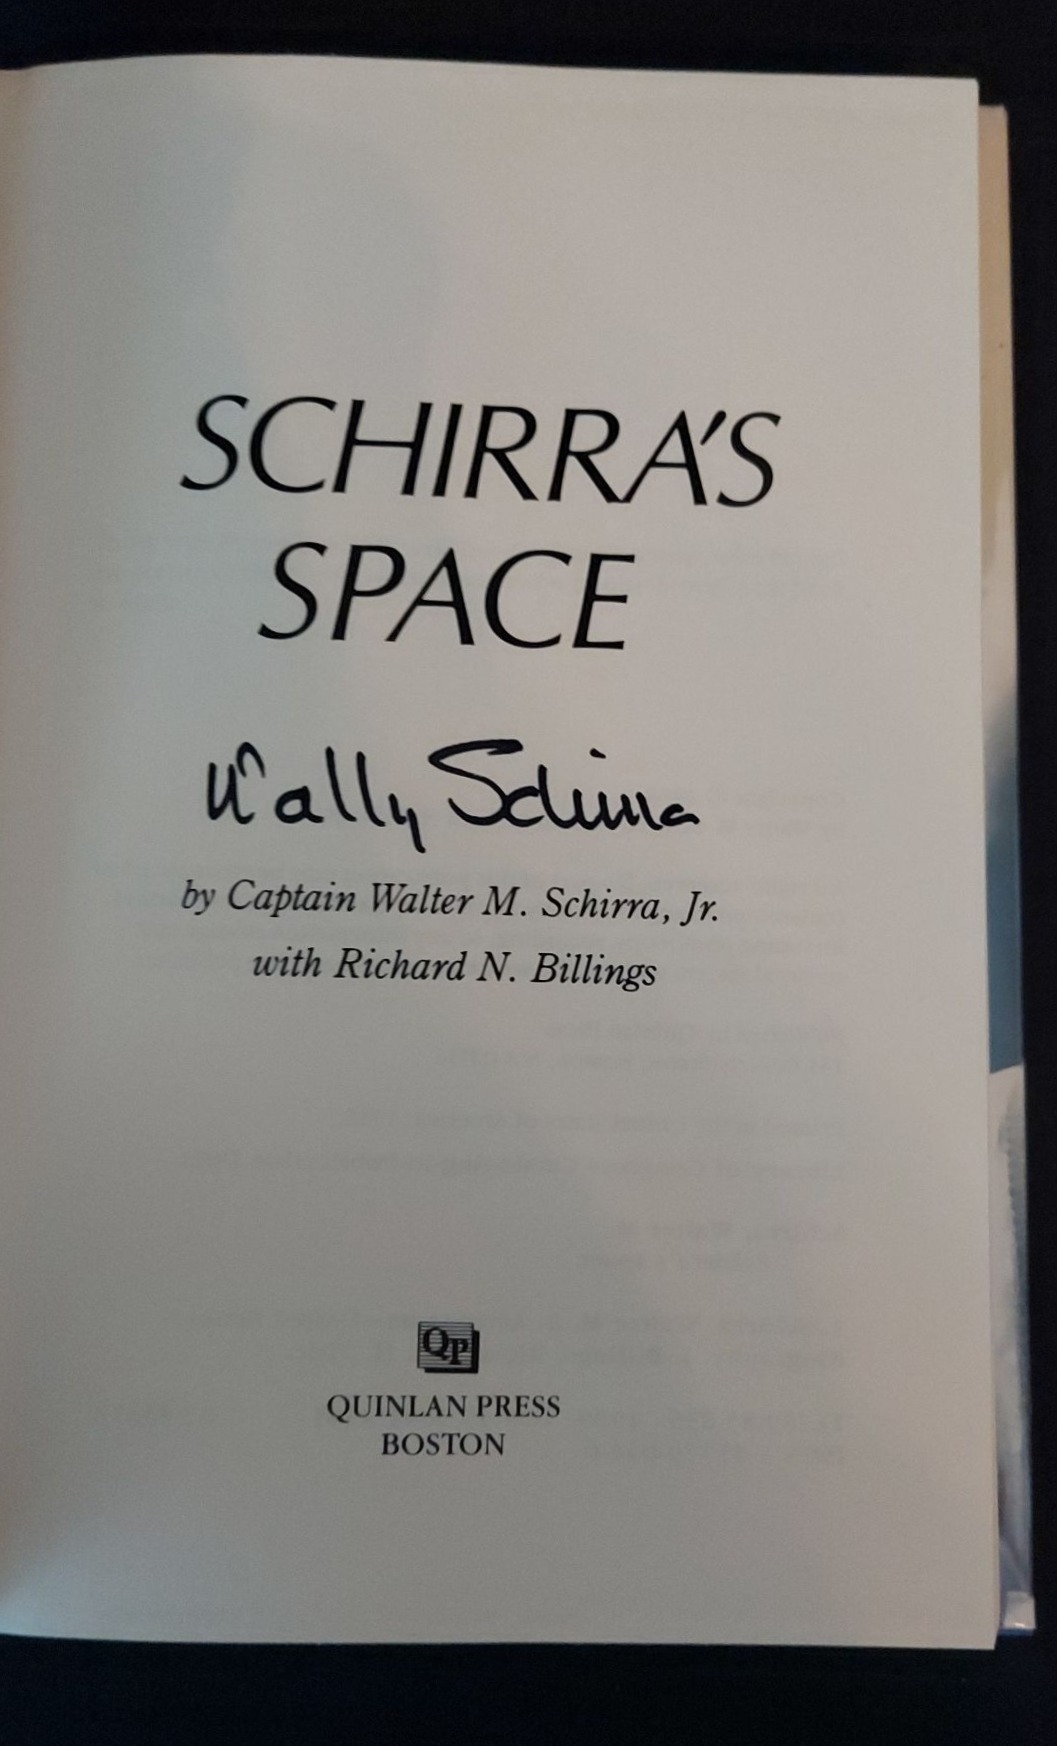 SCHIRRA'S
SPACE
Wally Schirra
by Captain Walter M. Schirra, Jr.
with Richard N. Billings
QP
QUINLAN PRESS
BOSTON